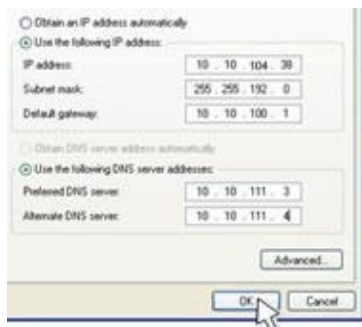 Obtain an IP address automatically
Use the following IP address:
IP address: 10 . 10 . 104 . 38
Subnet mask: 255 . 255 . 192 . 0
Default gateway: 10 . 10 . 100 . 1
Obtain DNS server address automatically
Use the following DNS server addresses:
Preferred DNS server: 10 . 10 . 111 . 3
Alternate DNS server: 10 . 10 . 111 . 4
Advanced...
OK Cancel